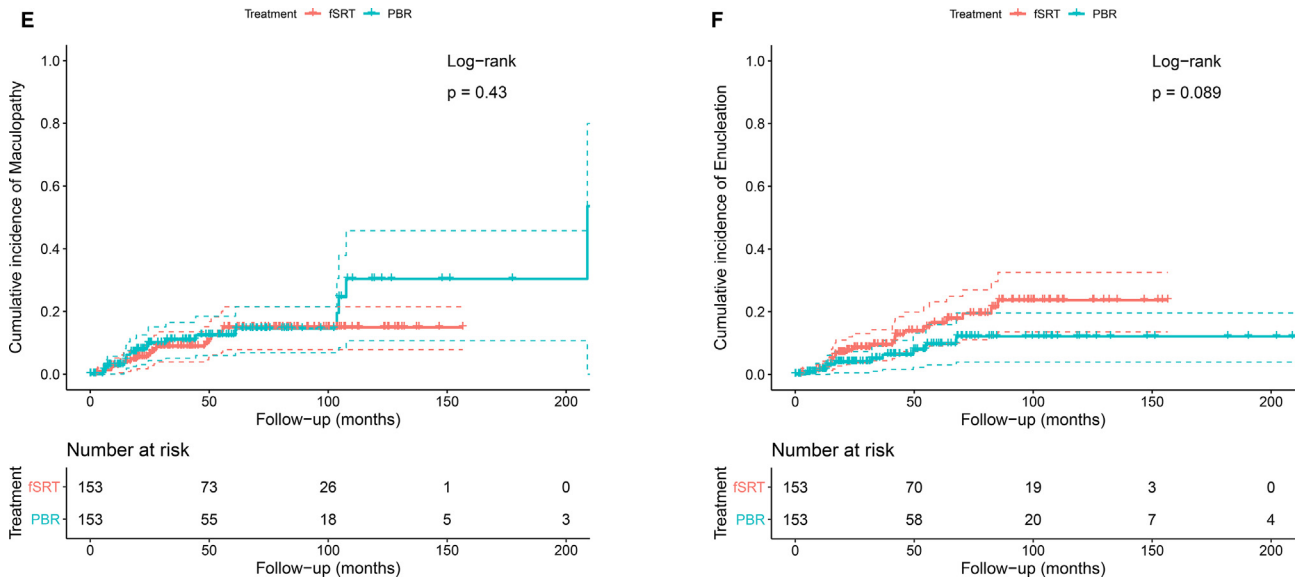 E
Treatment fSRT PBR
Cumulative incidence of Maculopathy
1.0
0.8
0.6
0.4
0.2
0.0
Log-rank
p = 0.43
0 50 100 150 200
Follow-up (months)
Number at risk
Treatment
fSRT 153 73 26 1 0
PBR 153 55 18 5 3
0 50 100 150 200
Follow-up (months)
F
Treatment fSRT PBR
Cumulative incidence of Enucleation
1.0
0.8
0.6
0.4
0.2
0.0
Log-rank
p = 0.089
0 50 100 150 200
Follow-up (months)
Number at risk
Treatment
fSRT 153 70 19 3 0
PBR 153 58 20 7 4
0 50 100 150 200
Follow-up (months)